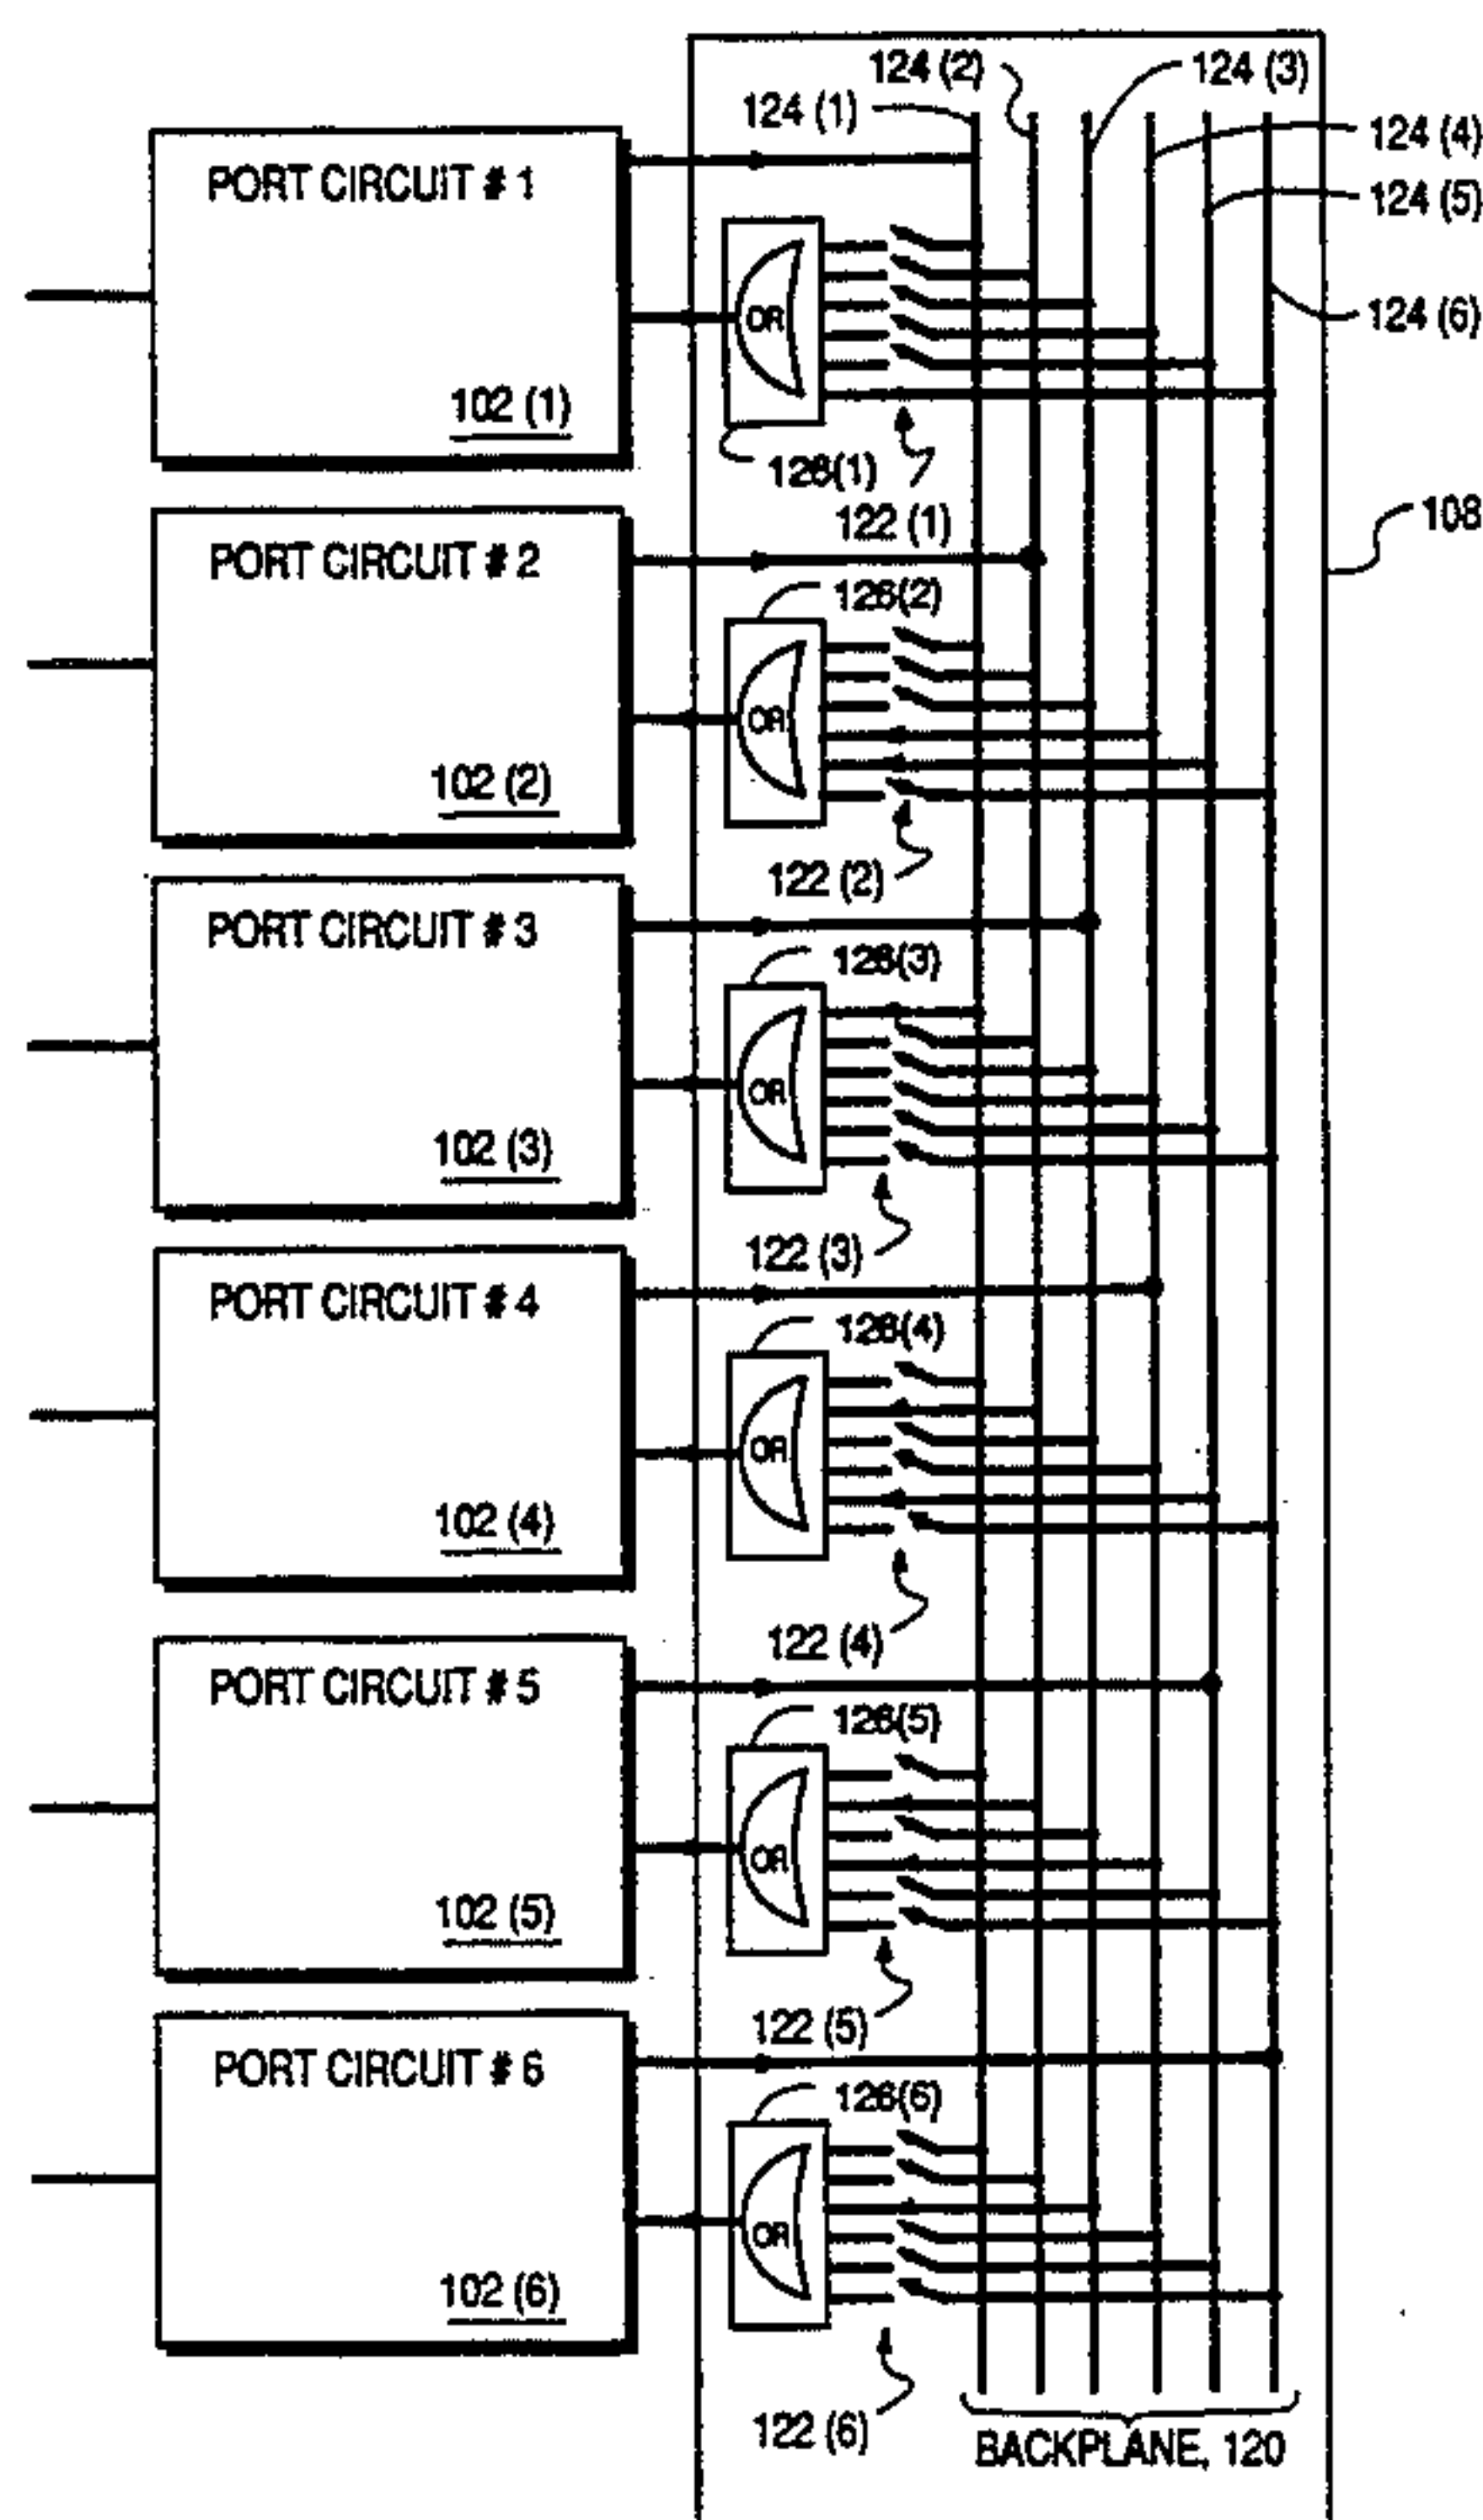 124 (2)
124 (3)
124 (1)
124 (4)
PORT CIRCUIT # 1
124 (5)
OR
124 (6)
102 (1)
126(1)
108
122 (1)
PORT CIRCUIT # 2
126(2)
OR
102 (2)
122 (2)
PORT CIRCUIT # 3
126(3)
OR
102 (3)
122 (3)
PORT CIRCUIT # 4
126(4)
OR
102 (4)
122 (4)
PORT CIRCUIT # 5
126(5)
OR
102 (5)
122 (5)
PORT CIRCUIT # 6
126(6)
OR
102 (6)
122 (6)
BACKPLANE, 120